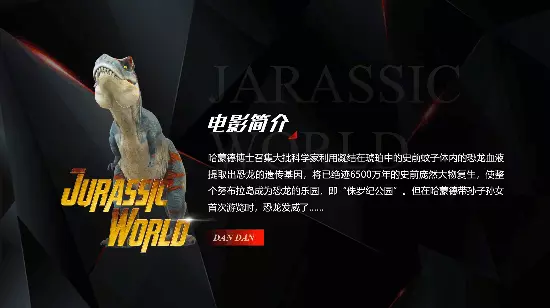 JARASSIC
WORLD
电影简介
哈蒙德博士召集大批科学家利用凝结在琥珀中的史前蚊子体内的恐龙血液
提取出恐龙的遗传基因，将已绝迹6500万年的史前庞然大物复生，使整
个努布拉岛成为恐龙的乐园，即“侏罗纪公园”。但在哈蒙德带孙子孙女
首次游览时，恐龙发威了......
JURASSIC
WORLD
DAN DAN